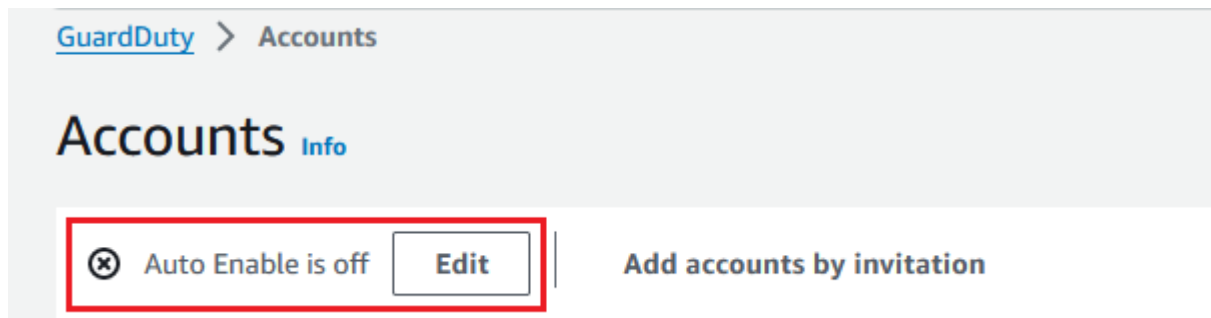 GuardDuty > Accounts
Accounts Info
Auto Enable is off Edit Add accounts by invitation